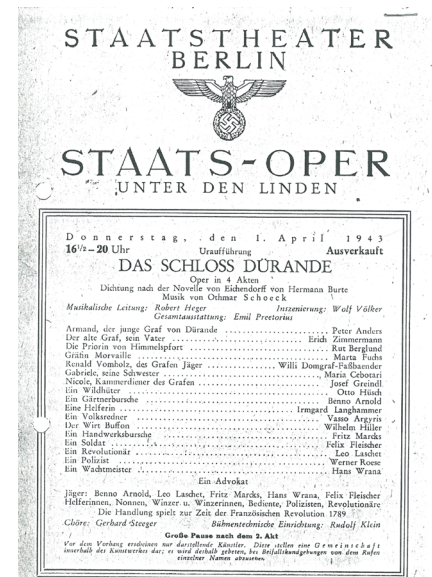 STAATSTHEATER
BERLIN
STAATS-OPER
UNTER DEN LINDEN
Donnerstag, den 1. April 1943
16½–20 Uhr Uraufführung Ausverkauft
DAS SCHLOSS DÜRANDE
Oper in 4 Akten
Dichtung nach der Novelle von Eichendorff von Hermann Burte
Musik von Othmar Schoeck
Musikalische Leitung: Robert Heger Inszenierung: Wolf Völker
Gesamtausstattung: Emil Preetorius
Armand, der junge Graf von Dürande Peter Anders
Der alte Graf, sein Vater Erich Zimmermann
Die Priorin von Himmelspfort Rut Berglund
Gräfin Morvaille Marta Fuchs
Renald Vomholz, des Grafen Jäger Willi Domgraf-Faßbaender
Gabriele, seine Schwester Maria Cebotari
Nicole, Kammerdiener des Grafen Josef Greindl
Ein Wildhüter Otto Hüsch
Ein Gärtnerbursche Benno Arnold
Eine Helferin Irmgard Langhammer
Ein Volksredner Vasso Argyris
Der Wirt Buffon Wilhelm Hiller
Ein Handwerksbursche Fritz Marcks
Ein Soldat Felix Fleischer
Ein Revolutionär Leo Laschet
Ein Polizist Werner Roese
Ein Wachtmeister Hans Wrana
Ein Advokat
Jäger: Benno Arnold, Leo Laschet, Fritz Marcks, Hans Wrana, Felix Fleischer
Helferinnen, Nonnen, Winzer u. Winzerinnen, Bediente, Polizisten, Revolutionäre
Die Handlung spielt zur Zeit der Französischen Revolution 1789
Chöre: Gerhard Steeger Bühnentechnische Einrichtung: Rudolf Klein
Große Pause nach dem 2. Akt
Vor dem Vorhang erscheinen nur darstellende Künstler. Diese stellen eine Gemeinschaft
innerhalb des Kunstwerkes dar; es wird deshalb gebeten, bei Beifallskundgebungen von dem Rufen
einzelner Namen abzusehen